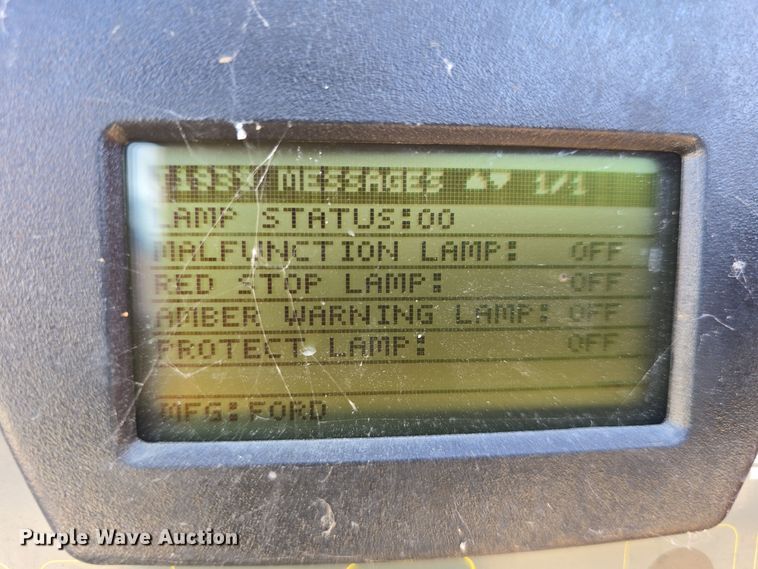 J1939 MESSAGES ▲▼ 1/1
LAMP STATUS:00
MALFUNCTION LAMP: OFF
RED STOP LAMP: OFF
AMBER WARNING LAMP: OFF
PROTECT LAMP: OFF
MFG:FORD
Purple Wave Auction